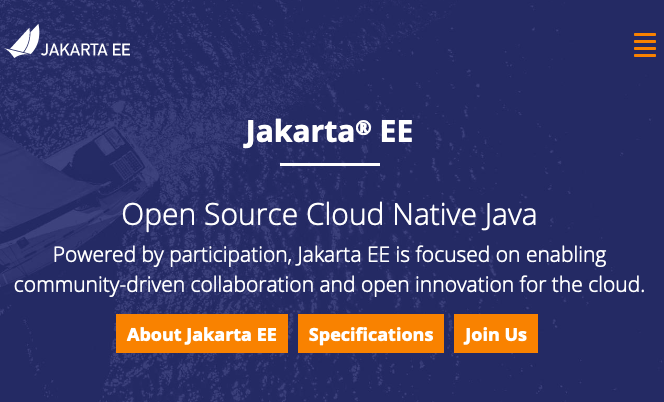 JAKARTA EE
Jakarta® EE
Open Source Cloud Native Java
Powered by participation, Jakarta EE is focused on enabling
community-driven collaboration and open innovation for the cloud.
About Jakarta EE Specifications Join Us